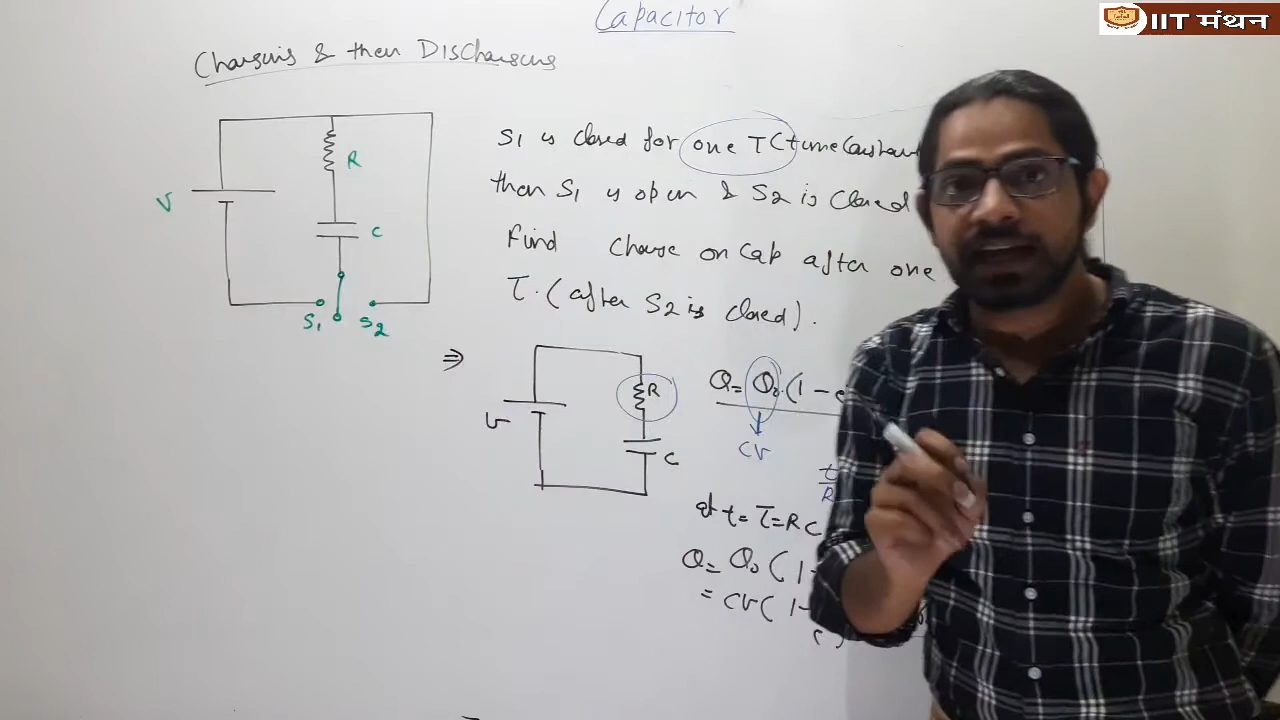 Capacitor
IIT मंथन
Charging & then Discharging
S1 is closed for one TC time Constant
then S1 is open & S2 is closed
Find charge on Cap after one
τ. (after S2 is closed).
V
R
C
S1
S2
⇒
V
R
C
Q = Q0 (1 - e
CV
t
R
at t = τ = RC
Q = Q0 (1 -
= CV (1 -